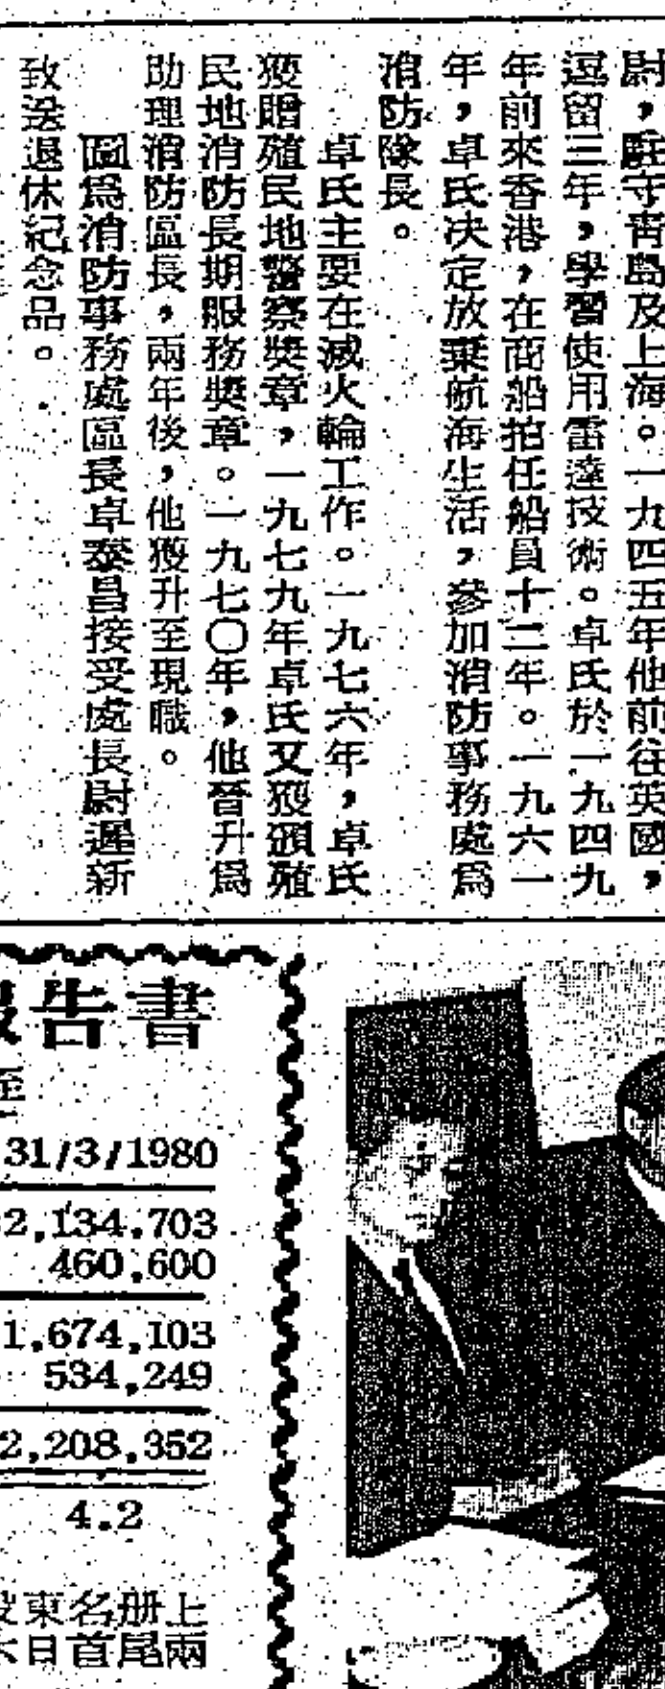 尉，駐守靑島及上海。一九四五年他前往英國，
逗留三年，學習使用雷達技術。卓氏於一九四九
年前來香港，在商船拍任船員十二年。一九六一
年，卓氏决定放棄航海生活，參加消防事務處爲
消防隊長。
卓氏主要在滅火輪工作。一九七六年，卓氏
獲贈殖民地警察奬章，一九七九年卓氏又獲頒殖
民地消防長期服務奬章。一九七〇年，他晉升爲
助理消防區長，兩年後，他獲升至現職。
圖爲消防事務處區長卓泰昌接受處長尉遲新
致送退休紀念品。
告書
31/3/1980
2,134,703
460,600
1,674,103
534,249
2,208,352
4.2
東名册上
日首尾兩